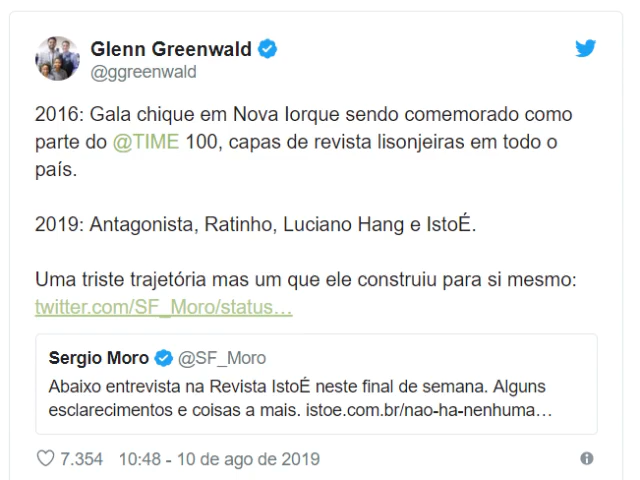 Glenn Greenwald
@ggreenwald
2016: Gala chique em Nova Iorque sendo comemorado como
parte do @TIME 100, capas de revista lisonjeiras em todo o
país.
2019: Antagonista, Ratinho, Luciano Hang e IstoÉ.
Uma triste trajetória mas um que ele construiu para si mesmo:
twitter.com/SF_Moro/status…
Sergio Moro @SF_Moro
Abaixo entrevista na Revista IstoÉ neste final de semana. Alguns
esclarecimentos e coisas a mais. istoe.com.br/nao-ha-nenhuma…
7.354 10:48 - 10 de ago de 2019